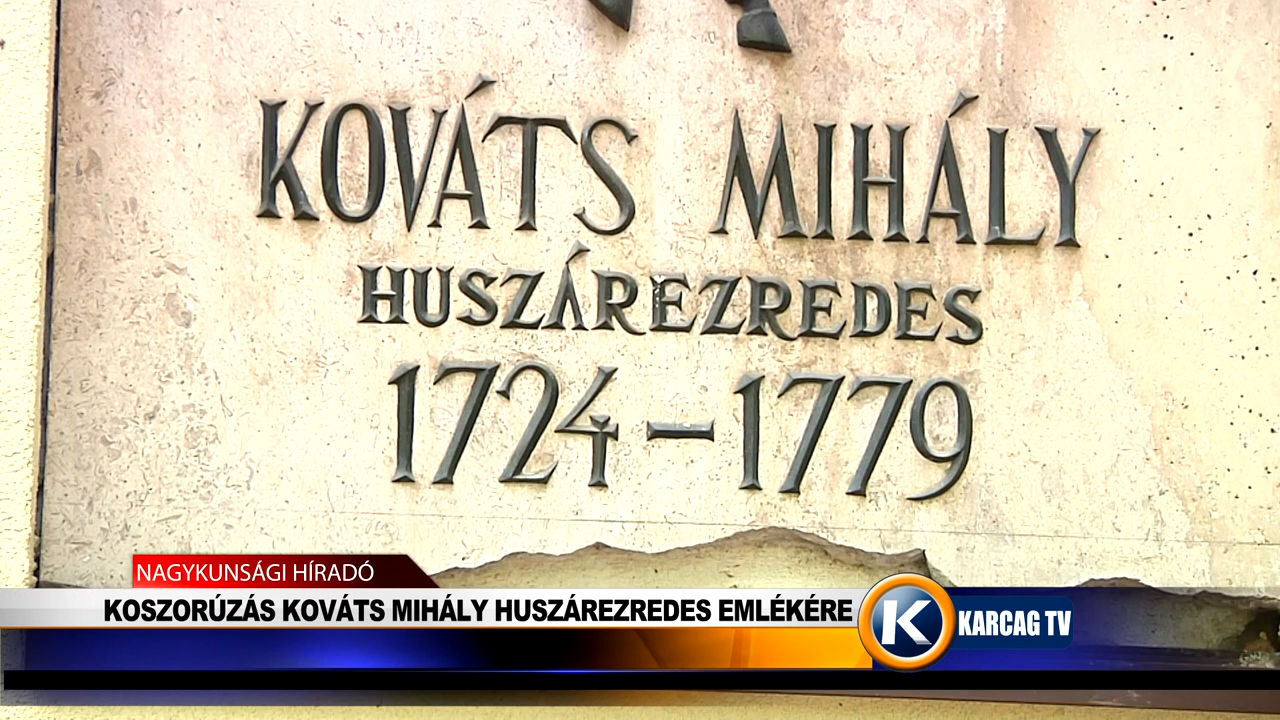 KOVÁTS MIHÁLY
HUSZÁREZREDES
1724-1779
NAGYKUNSÁGI HÍRADÓ
KOSZORÚZÁS KOVÁTS MIHÁLY HUSZÁREZREDES EMLÉKÉRE
K KARCAG TV